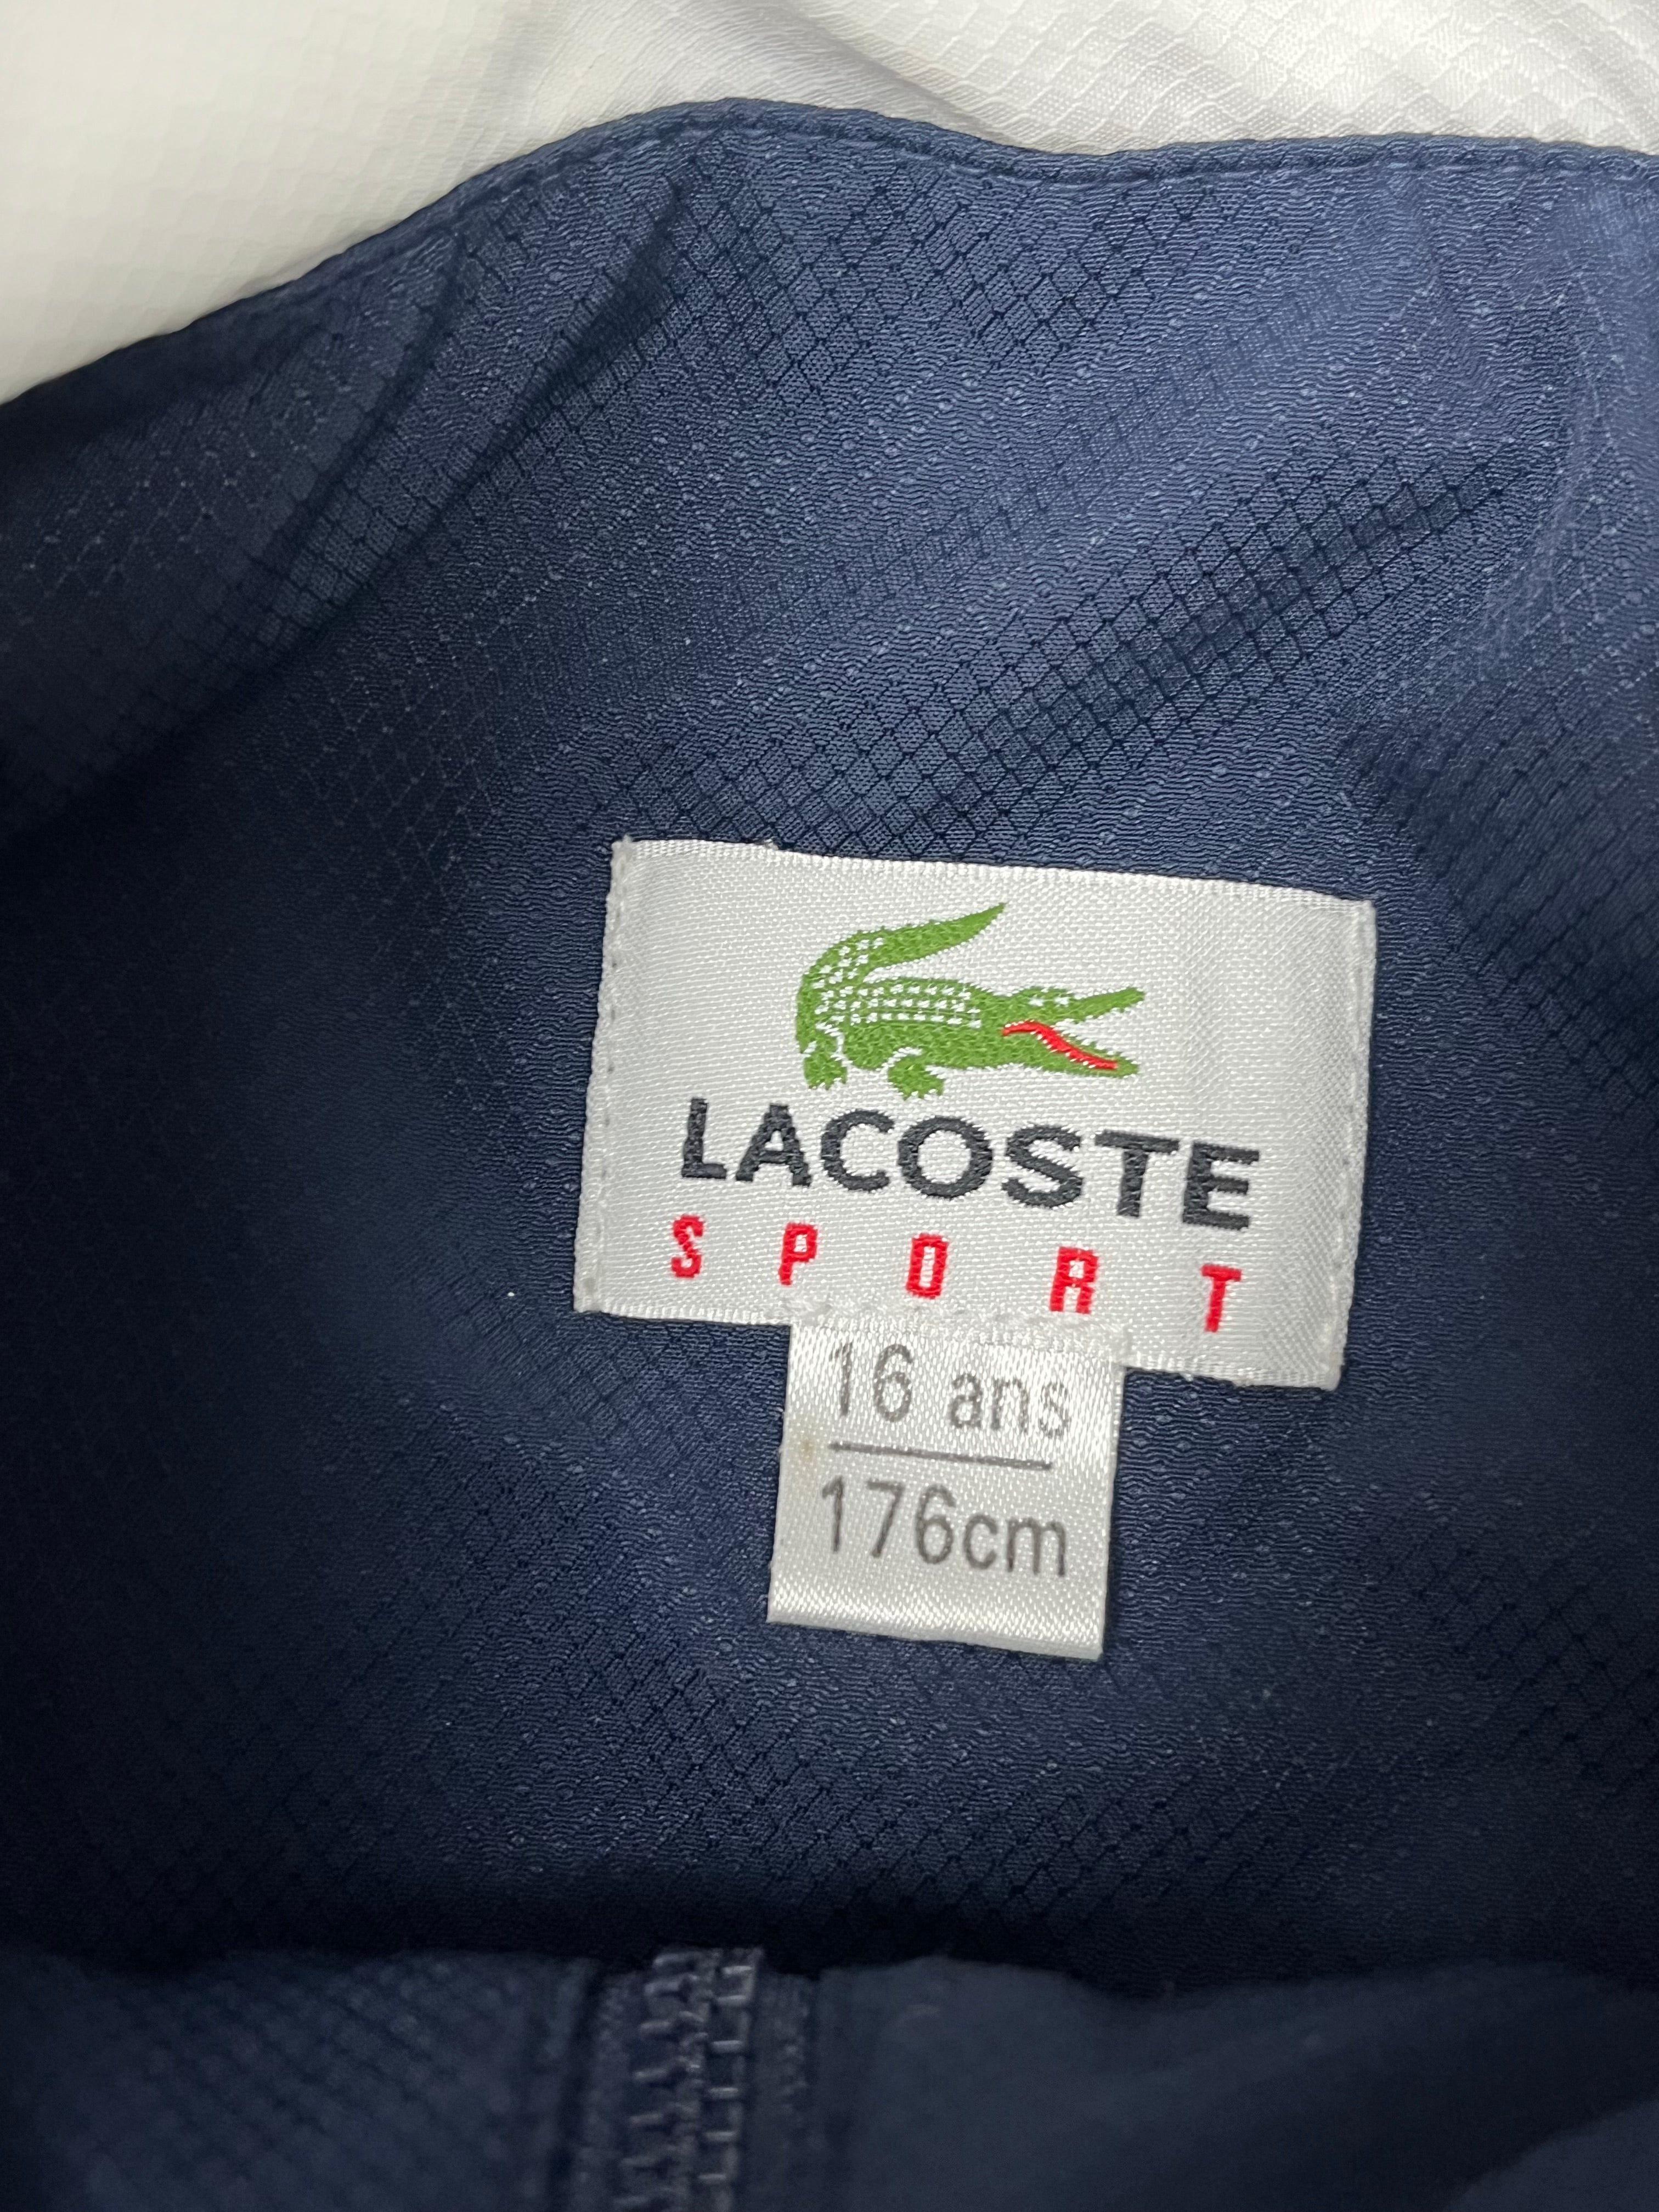 LACOSTE
SPORT
16 ans
176cm